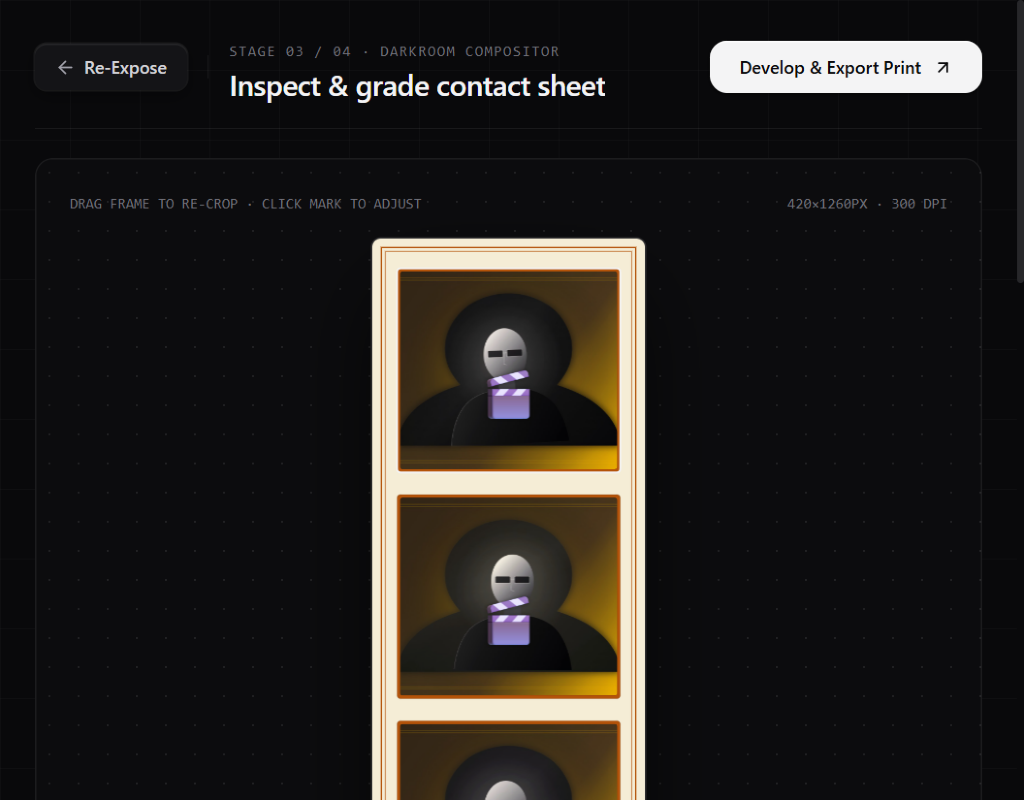 Re-Expose
STAGE 03 / 04 · DARKROOM COMPOSITOR
Inspect & grade contact sheet
Develop & Export Print
DRAG FRAME TO RE-CROP · CLICK MARK TO ADJUST
420×1260PX · 300 DPI